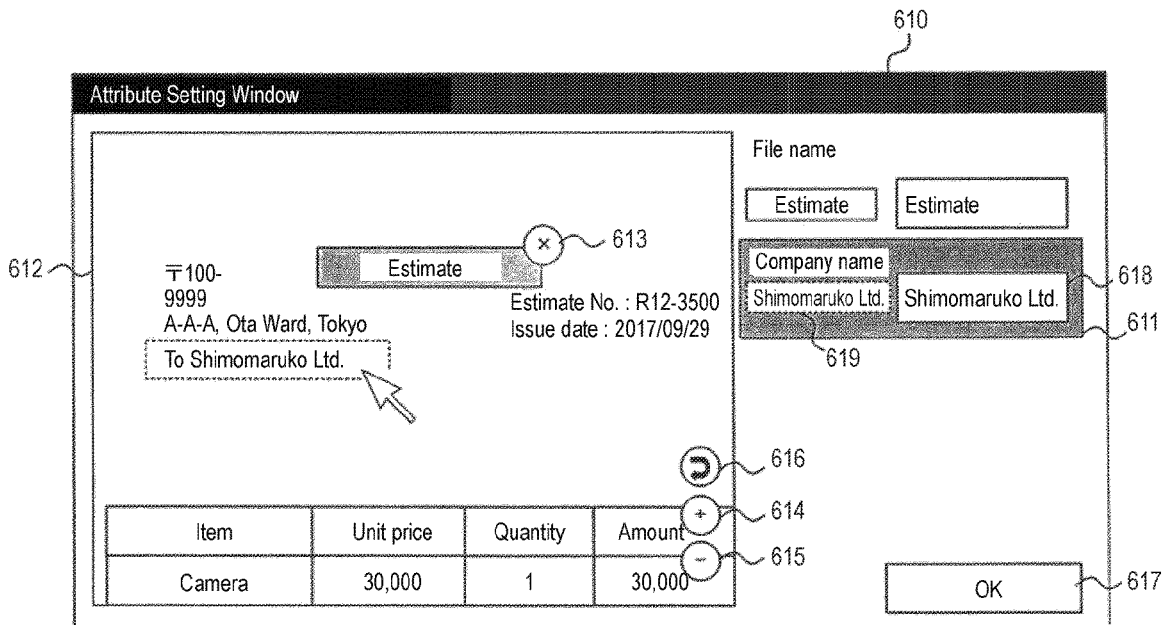 610
Attribute Setting Window
File name
Estimate
Estimate
613
×
Estimate
612
〒100-
9999
A-A-A, Ota Ward, Tokyo
To Shimomaruko Ltd.
Estimate No. : R12-3500
Issue date : 2017/09/29
Company name
Shimomaruko Ltd.
Shimomaruko Ltd.
618
611
619
616
+
614
−
615
Item Unit price Quantity Amount
Camera 30,000 1 30,000
OK
617